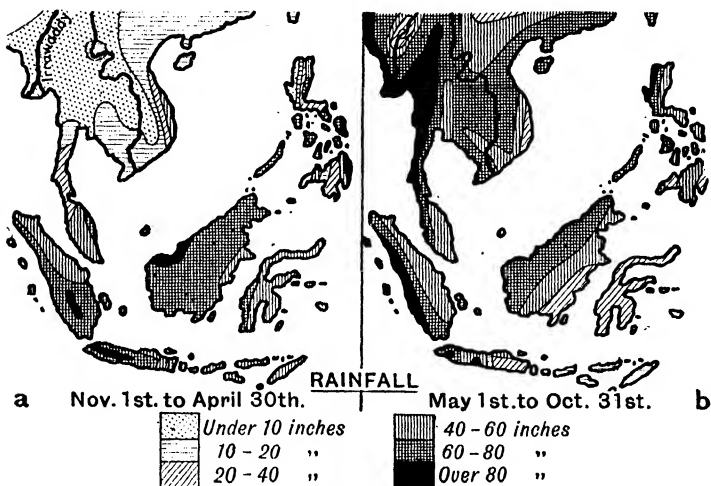 Irrawaddy
RAINFALL
a Nov. 1st. to April 30th. May 1st. to Oct. 31st. b
Under 10 inches 40-60 inches
10-20 " 60-80 "
20-40 " Over 80 "